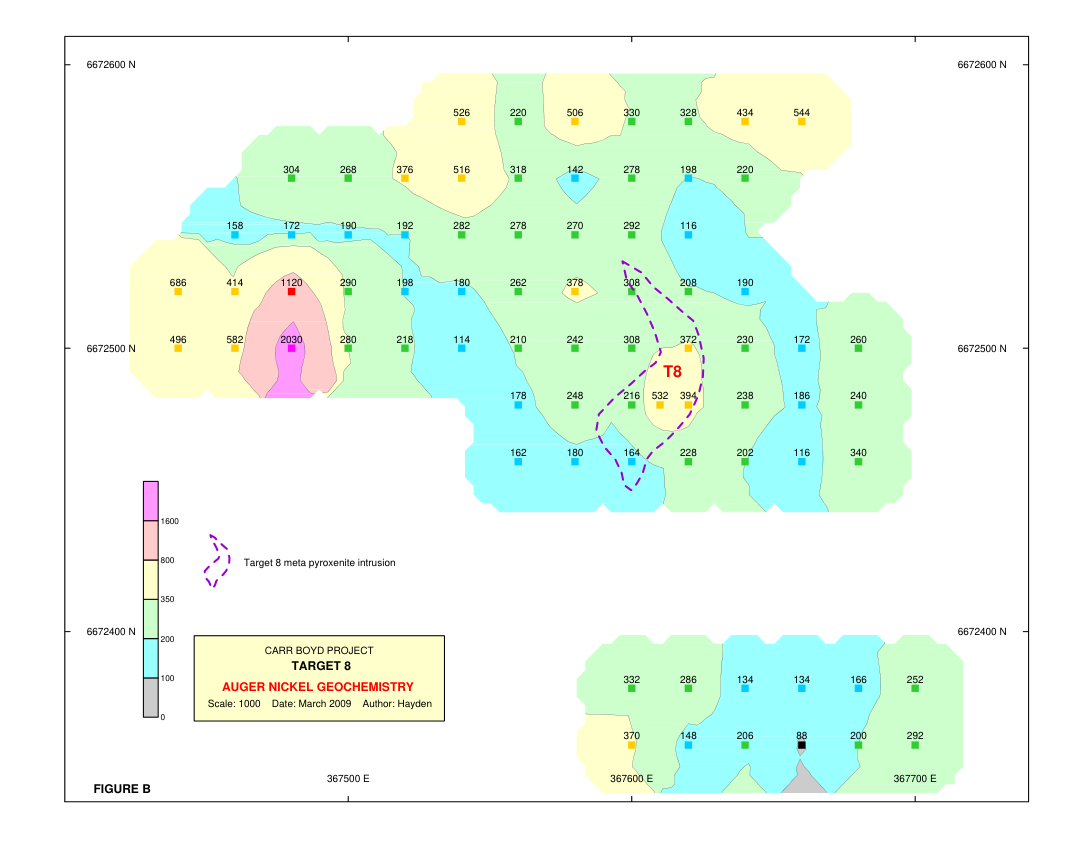 6672600 N 6672600 N
526 220 506 330 328 434 544
304 268 376 516 318 142 278 198 220
158 172 190 192 282 278 270 292 116
686 414 1120 290 198 180 262 378 308 208 190
496 582 2030 280 218 114 210 242 308 372 230 172 260
6672500 N 6672500 N
T8
178 248 216 532 394 238 186 240
162 180 164 228 202 116 340
1600
800
350
200
100
0
Target 8 meta pyroxenite intrusion
6672400 N 6672400 N
CARR BOYD PROJECT
TARGET 8
AUGER NICKEL GEOCHEMISTRY
Scale: 1000 Date: March 2009 Author: Hayden
332 286 134 134 166 252
370 148 206 88 200 292
367500 E 367600 E 367700 E
FIGURE B